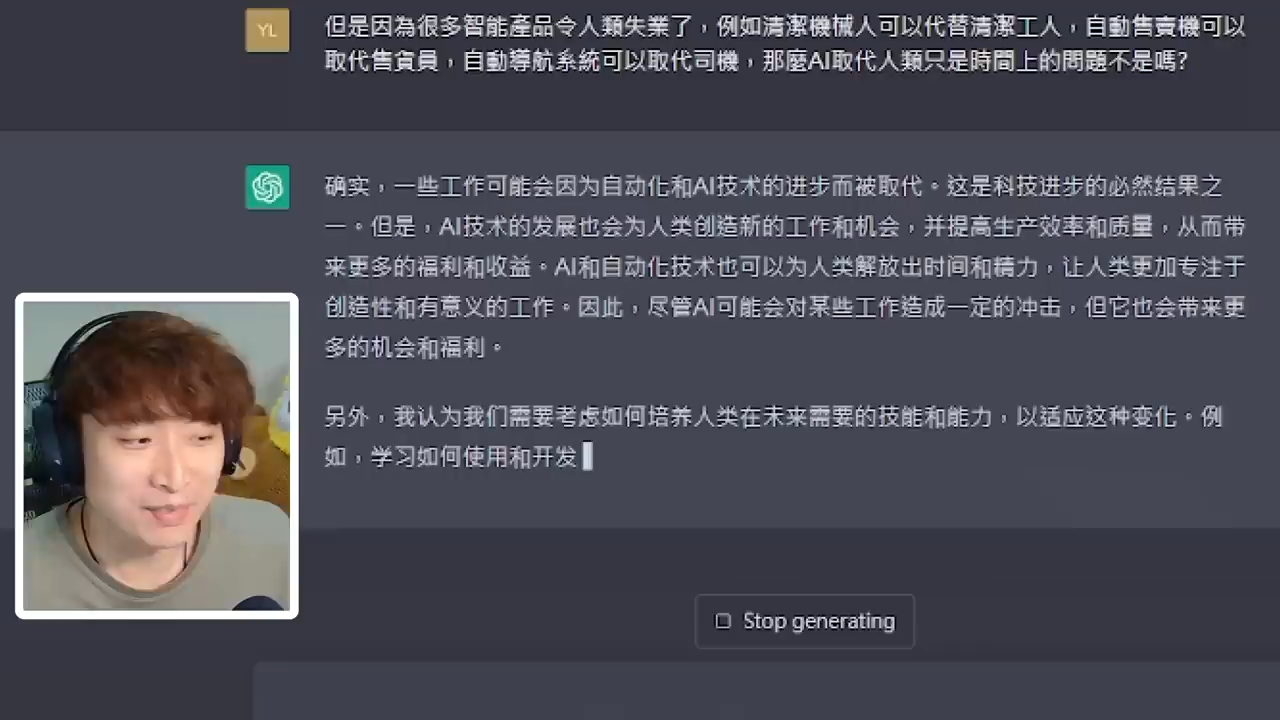 YL
但是因為很多智能產品令人類失業了，例如清潔機械人可以代替清潔工人，自動售賣機可以
取代售貨員，自動導航系統可以取代司機，那麼AI取代人類只是時間上的問題不是嗎?
确实，一些工作可能会因为自动化和AI技术的进步而被取代。这是科技进步的必然结果之
一。但是，AI技术的发展也会为人类创造新的工作和机会，并提高生产效率和质量，从而带
来更多的福利和收益。AI和自动化技术也可以为人类解放出时间和精力，让人类更加专注于
创造性和有意义的工作。因此，尽管AI可能会对某些工作造成一定的冲击，但它也会带来更
多的机会和福利。
另外，我认为我们需要考虑如何培养人类在未来需要的技能和能力，以适应这种变化。例
如，学习如何使用和开发
Stop generating